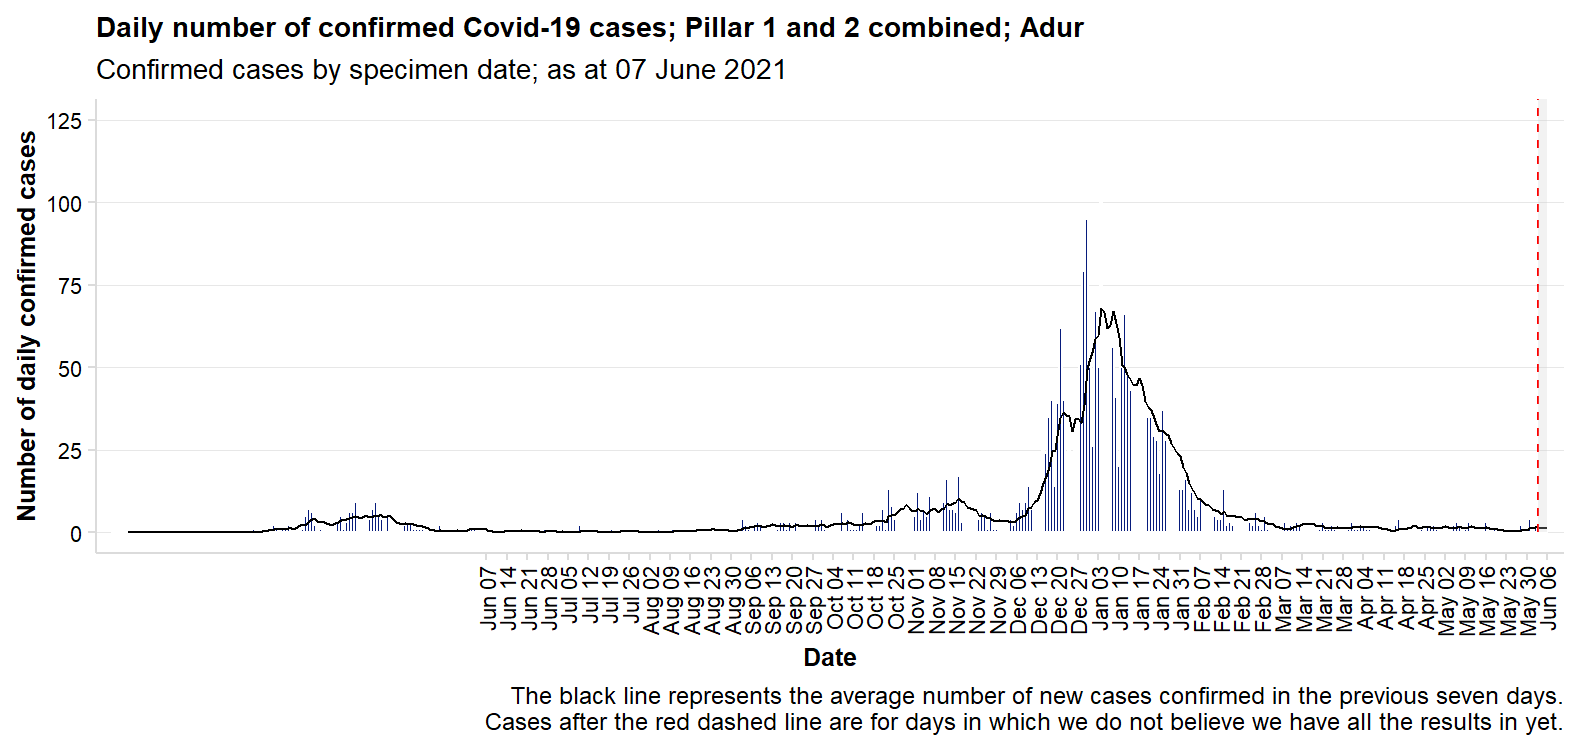 Daily number of confirmed Covid-19 cases; Pillar 1 and 2 combined; Adur
Confirmed cases by specimen date; as at 07 June 2021
Number of daily confirmed cases
125
100
75
50
25
0
Jun 07
Jun 14
Jun 21
Jun 28
Jul 05
Jul 12
Jul 19
Jul 26
Aug 02
Aug 09
Aug 16
Aug 23
Aug 30
Sep 06
Sep 13
Sep 20
Sep 27
Oct 04
Oct 11
Oct 18
Oct 25
Nov 01
Nov 08
Nov 15
Nov 22
Nov 29
Dec 06
Dec 13
Dec 20
Dec 27
Jan 03
Jan 10
Jan 17
Jan 24
Jan 31
Feb 07
Feb 14
Feb 21
Feb 28
Mar 07
Mar 14
Mar 21
Mar 28
Apr 04
Apr 11
Apr 18
Apr 25
May 02
May 09
May 16
May 23
May 30
Jun 06
Date
The black line represents the average number of new cases confirmed in the previous seven days.
Cases after the red dashed line are for days in which we do not believe we have all the results in yet.